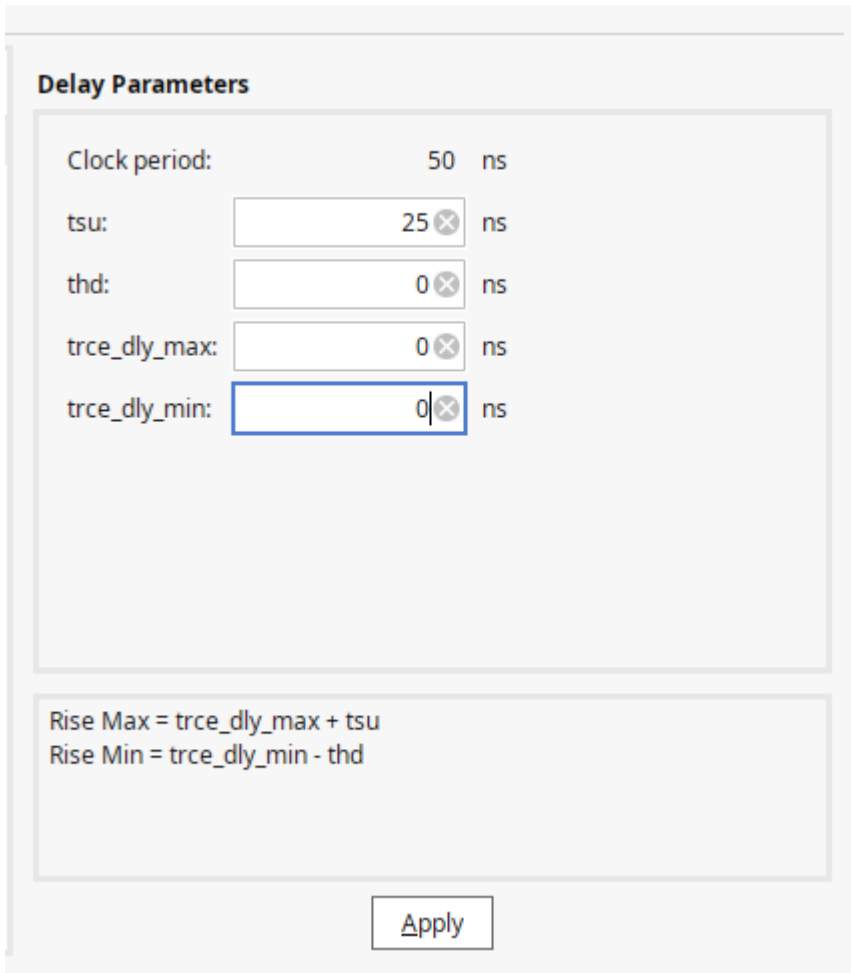 Delay Parameters
Clock period: 50 ns
tsu: 25 ns
thd: 0 ns
trce_dly_max: 0 ns
trce_dly_min: 0 ns
Rise Max = trce_dly_max + tsu
Rise Min = trce_dly_min - thd
Apply